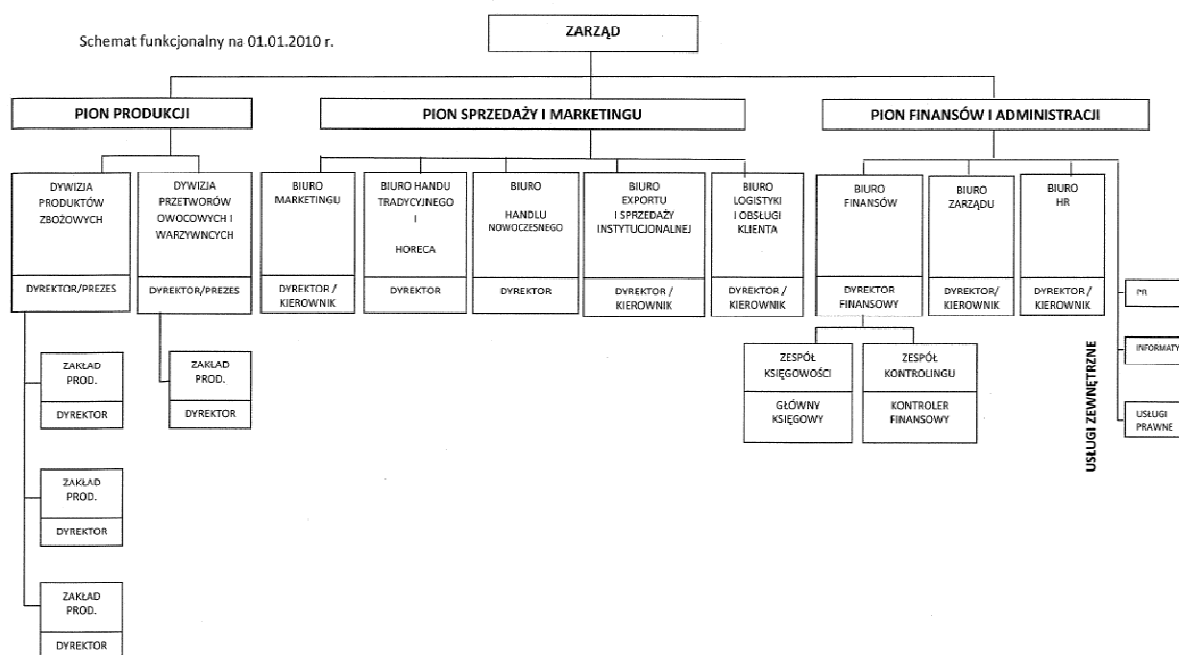 Schemat funkcjonalny na 01.01.2010 r.
ZARZĄD
PION PRODUKCJI
PION SPRZEDAŻY I MARKETINGU
PION FINANSÓW I ADMINISTRACJI
DYWIZJA
PRODUKTÓW
ZBOŻOWYCH
DYREKTOR/PREZES
DYWIZJA
PRZETWORÓW
OWOCOWYCH I
WARZYWNCYCH
DYREKTOR/PREZES
BIURO
MARKETINGU
DYREKTOR /
KIEROWNIK
BIURO HANDU
TRADYCYJNEGO
I
HORECA
DYREKTOR
BIURO
HANDLU
NOWOCZESNEGO
DYREKTOR
BIURO
EXPORTU
I SPRZEDAŻY
INSTYTUCJONALNEJ
DYREKTOR /
KIEROWNIK
BIURO
LOGISTYKI
I OBSŁUGI
KLIENTA
DYREKTOR /
KIEROWNIK
BIURO
FINANSÓW
DYREKTOR
FINANSOWY
BIURO
ZARZĄDU
DYREKTOR/
KIEROWNIK
BIURO
HR
DYREKTOR /
KIEROWNIK
ZAKŁAD
PROD.
DYREKTOR
ZAKŁAD
PROD.
DYREKTOR
ZAKŁAD
PROD.
DYREKTOR
ZAKŁAD
PROD.
DYREKTOR
ZESPÓŁ
KSIĘGOWOŚCI
GŁÓWNY
KSIĘGOWY
ZESPÓŁ
KONTROLINGU
KONTROLER
FINANSOWY
USŁUGI ZEWNĘTRZNE
PR
INFORMATY
USŁUGI
PRAWNE